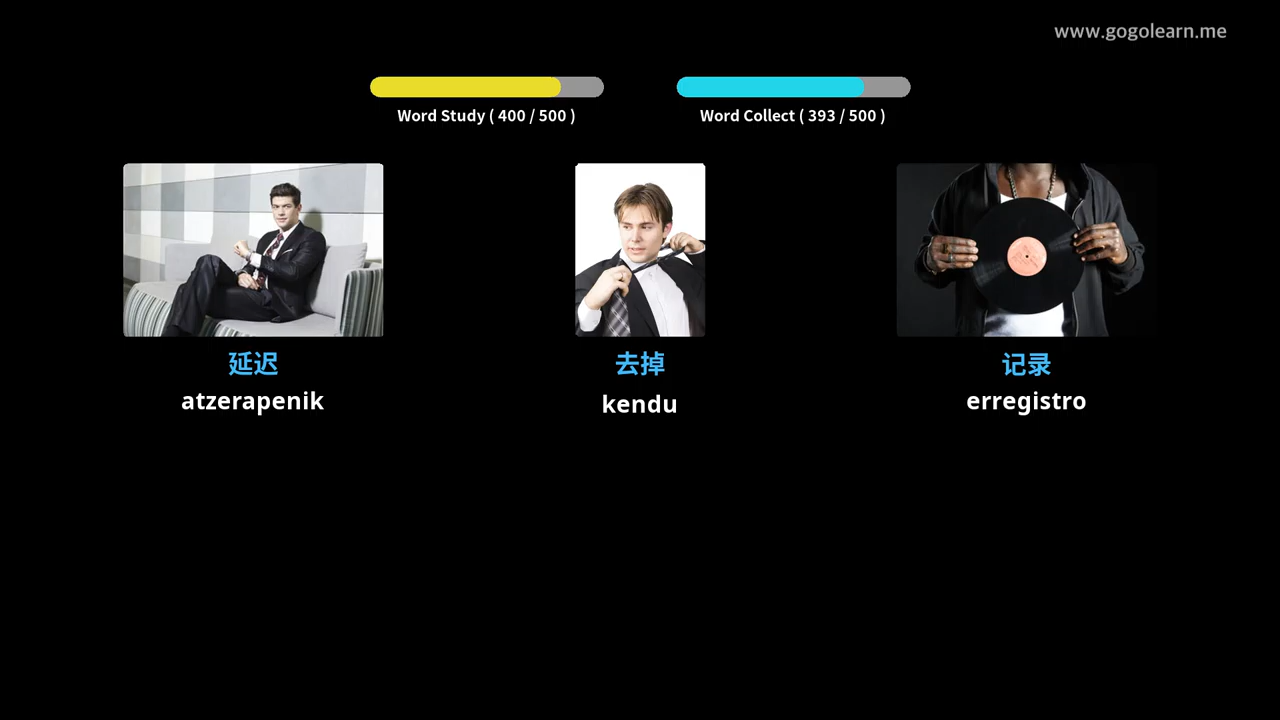 www.gogolearn.me
Word Study ( 400 / 500 )
Word Collect ( 393 / 500 )
延迟
atzerapenik
去掉
kendu
记录
erregistro